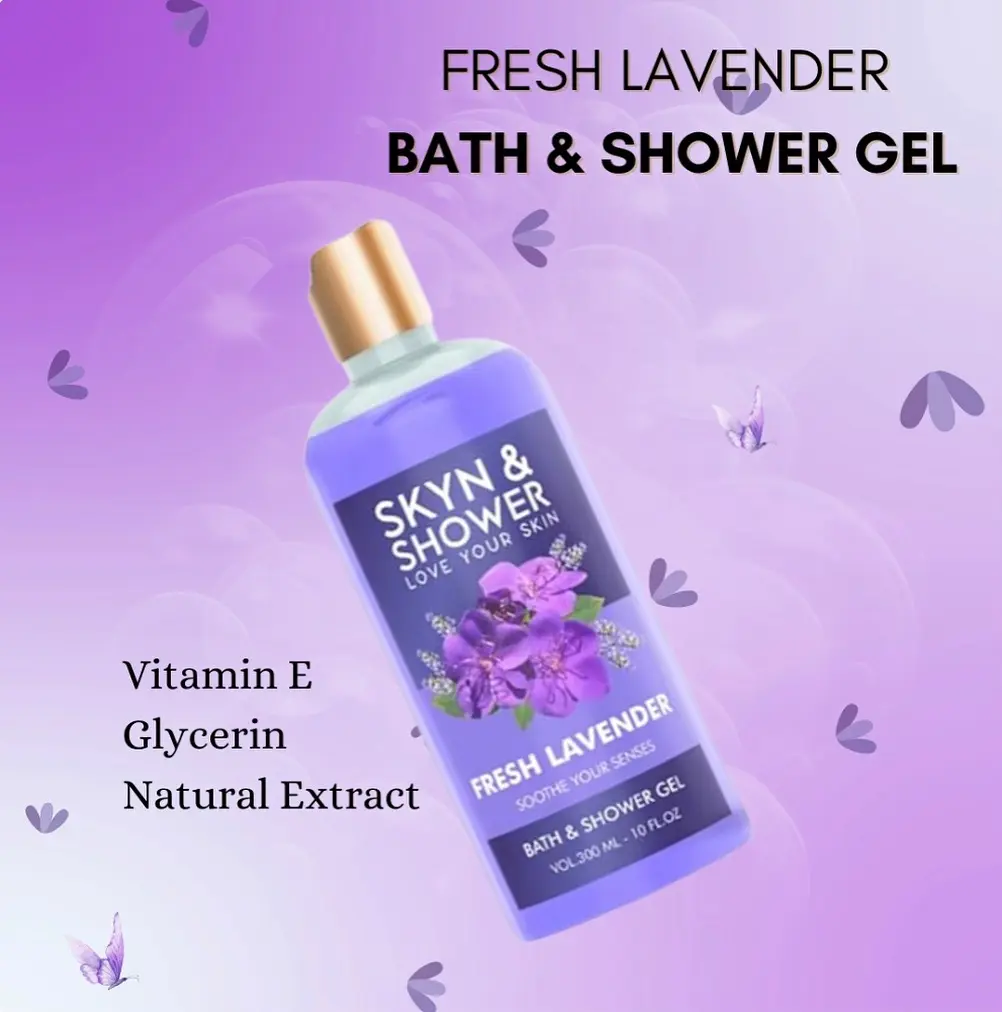 FRESH LAVENDER
BATH & SHOWER GEL
SKYN &
SHOWER
LOVE YOUR SKIN
Vitamin E
Glycerin
Natural Extract
FRESH LAVENDER
SOOTHE YOUR SENSES
BATH & SHOWER GEL
VOL.300 ML - 10 FL.OZ